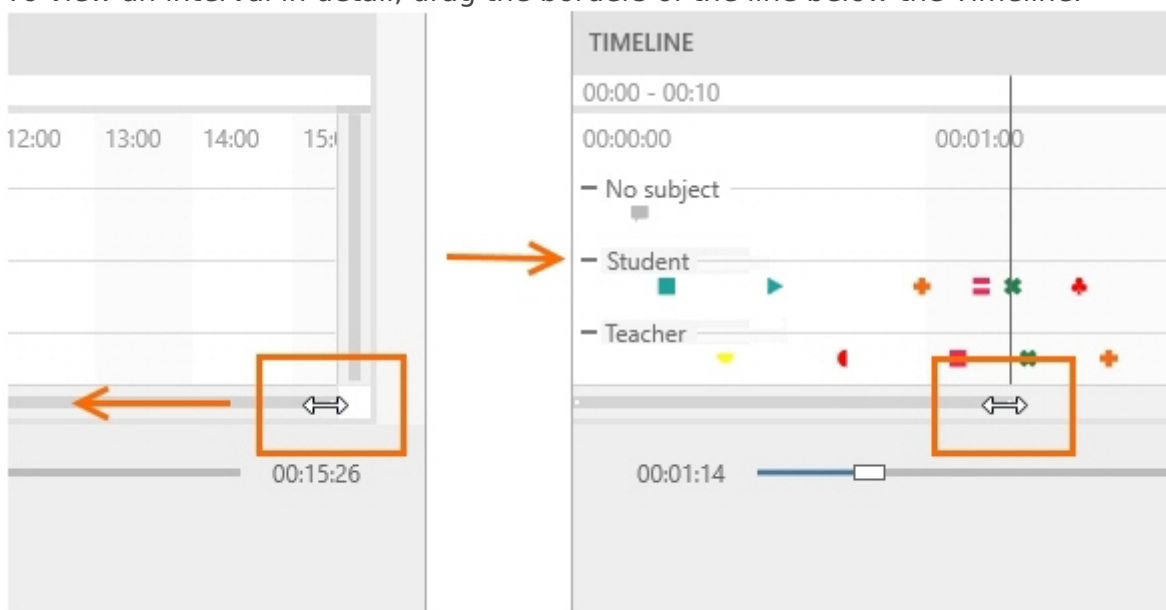 To view an interval in detail, drag the borders of the line below the Timeline.
12:00 13:00 14:00
00:15:26
TIMELINE
00:00 - 00:10
00:00:00 00:01:00
No subject
Student
Teacher
00:01:14